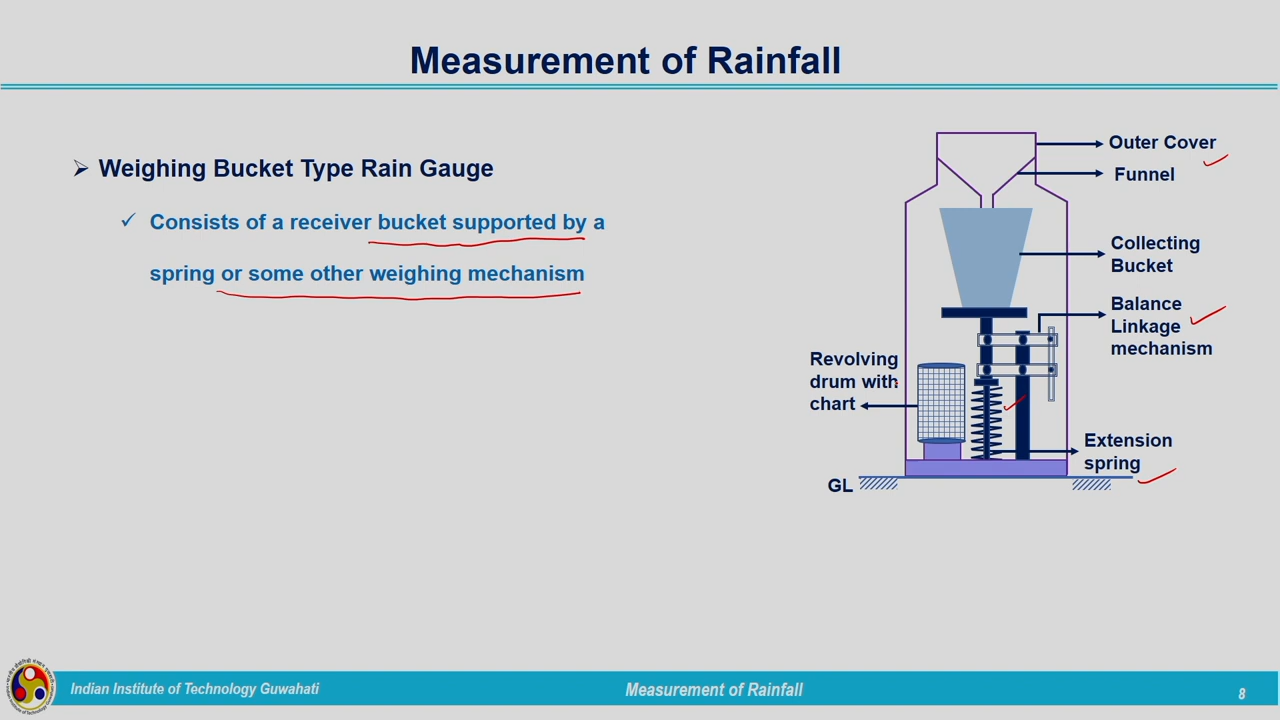 Measurement of Rainfall
➢ Weighing Bucket Type Rain Gauge
✓ Consists of a receiver bucket supported by a
spring or some other weighing mechanism
Outer Cover
Funnel
Collecting
Bucket
Balance
Linkage
mechanism
Revolving
drum with
chart
Extension
spring
GL
Indian Institute of Technology Guwahati
Measurement of Rainfall
8